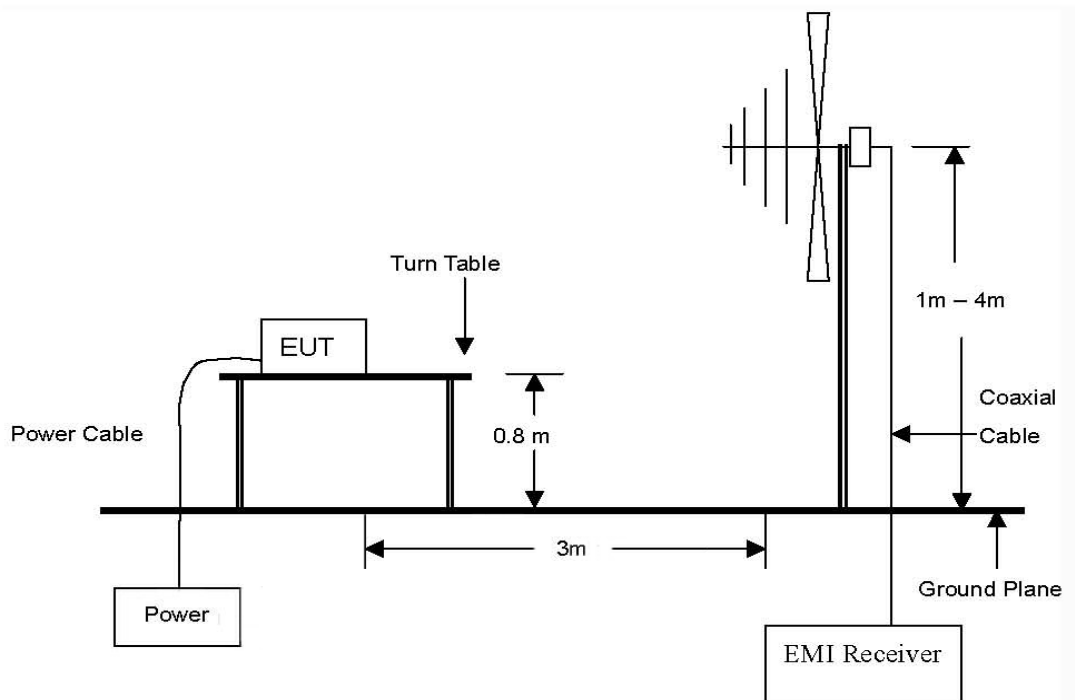 Turn Table
EUT
1m – 4m
Power Cable
0.8 m
Coaxial
Cable
3m
Ground Plane
Power
EMI Receiver